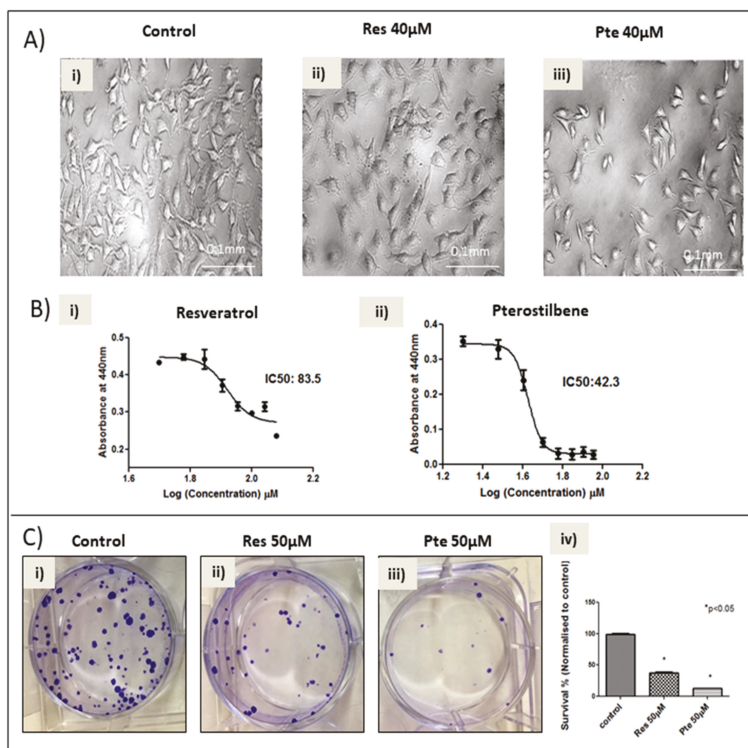 A)
Control
Res 40µM
Pte 40µM
i)
ii)
iii)
0.1mm
0.1mm
0.1mm
B)
i)
Resveratrol
ii)
Pterostilbene
Absorbance at 440nm
0.5
0.4
0.3
0.2
IC50: 83.5
1.6
1.8
2.0
2.2
Log (Concentration) µM
Absorbance at 440nm
0.4
0.3
0.2
0.1
0.0
IC50:42.3
1.2
1.4
1.6
1.8
2.0
2.2
Log (Concentration) µM
C)
Control
Res 50µM
Pte 50µM
i)
ii)
iii)
iv)
Survival % (Normalised to control)
150
100
50
0
*p<0.05
*
*
control
Res 50µM
Pte 50µM